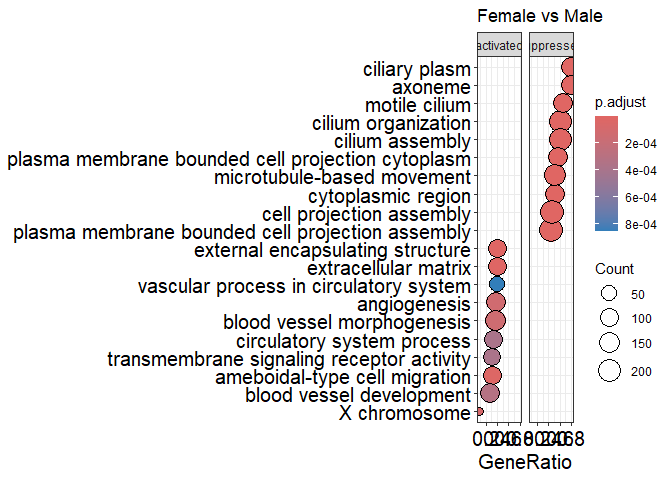 Female vs Male
activated
ppresse
ciliary plasm
axoneme
motile cilium
cilium organization
cilium assembly
plasma membrane bounded cell projection cytoplasm
microtubule-based movement
cytoplasmic region
cell projection assembly
plasma membrane bounded cell projection assembly
external encapsulating structure
extracellular matrix
vascular process in circulatory system
angiogenesis
blood vessel morphogenesis
circulatory system process
transmembrane signaling receptor activity
ameboidal-type cell migration
blood vessel development
X chromosome
GeneRatio
p.adjust
2e-04
4e-04
6e-04
8e-04
Count
50
100
150
200